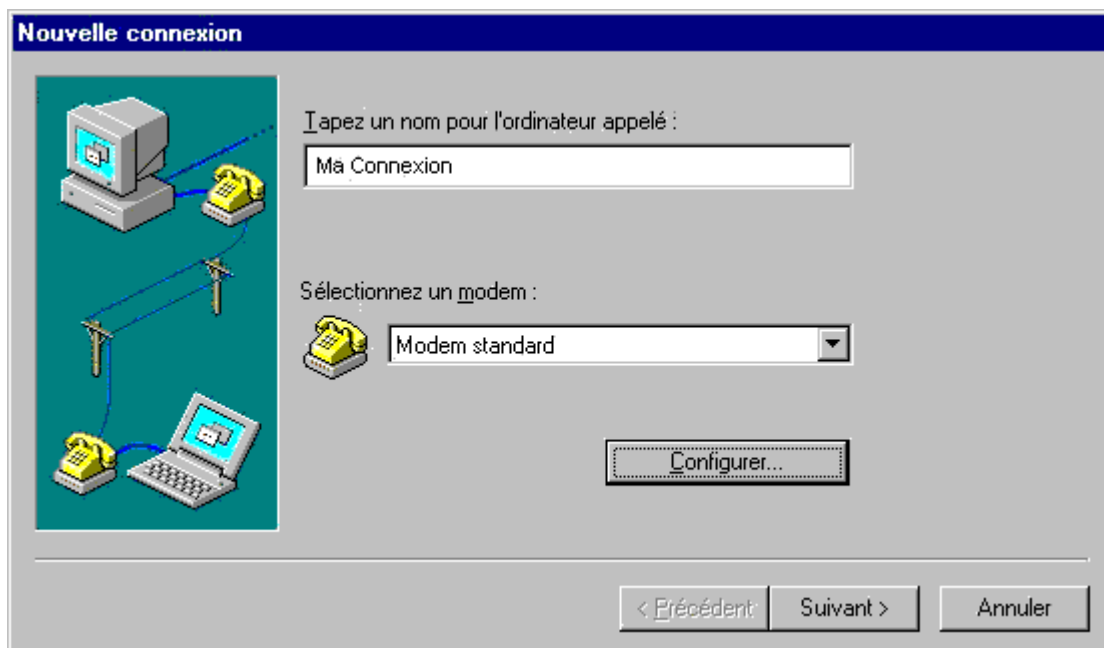 Nouvelle connexion
Tapez un nom pour l'ordinateur appelé :
Ma Connexion
Sélectionnez un modem :
Modem standard
Configurer...
< Précédent
Suivant >
Annuler